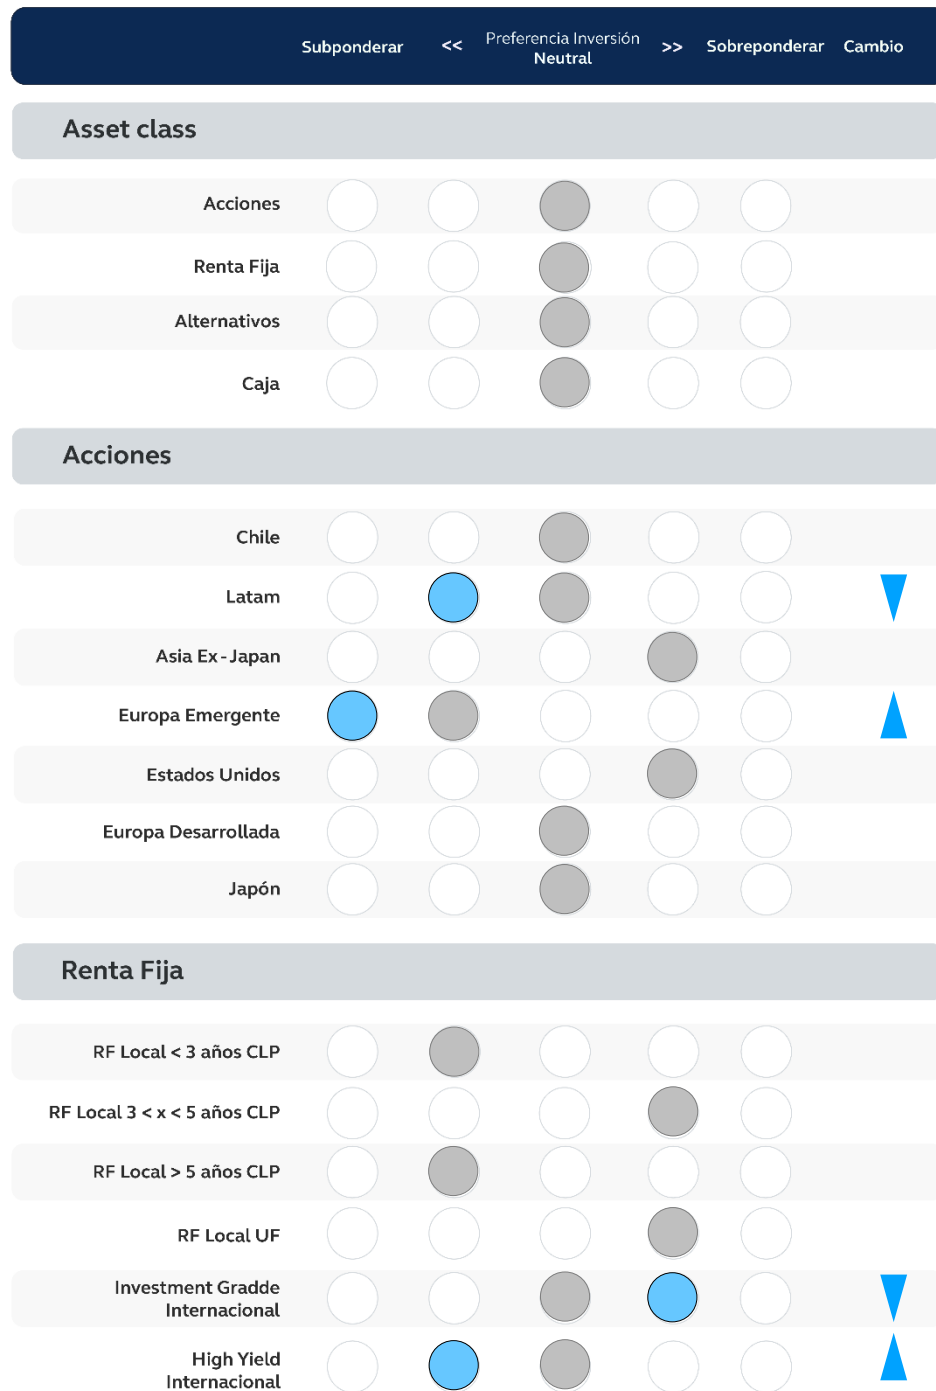 Subponderar << Preferencia Inversión >> Sobreponderar Cambio
Neutral
Asset class
Acciones
Renta Fija
Alternativos
Caja
Acciones
Chile
Latam
Asia Ex-Japan
Europa Emergente
Estados Unidos
Europa Desarrollada
Japón
Renta Fija
RF Local < 3 años CLP
RF Local 3 < x < 5 años CLP
RF Local > 5 años CLP
RF Local UF
Investment Gradde
Internacional
High Yield
Internacional